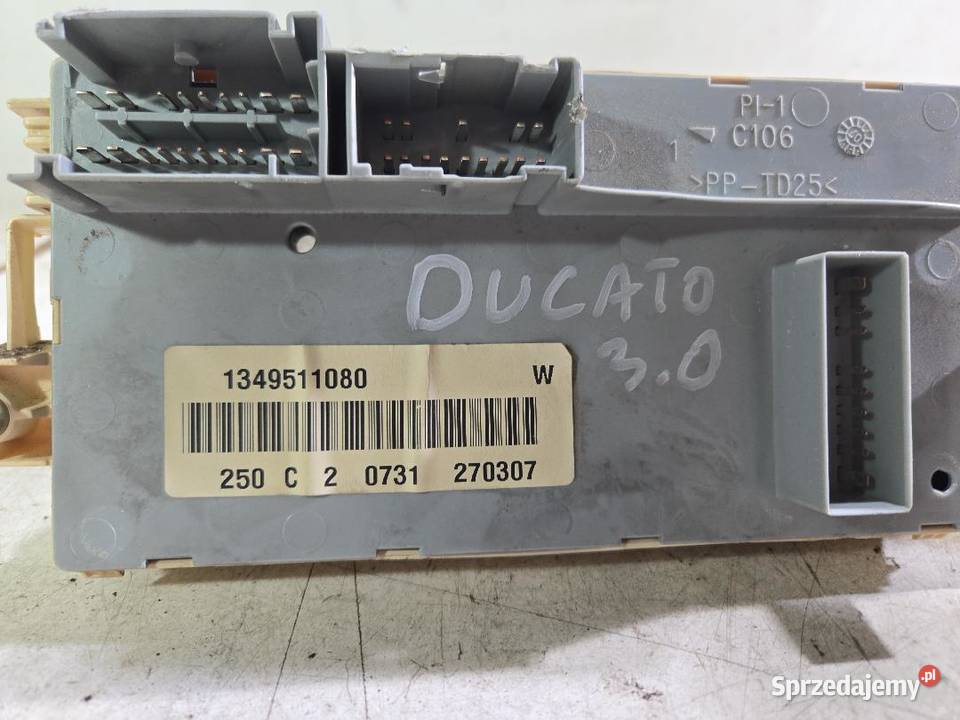 PI-1
1 C106
>PP-TD25<
DUCATO
3.0
1349511080 W
250 C 2 0731 270307
Sprzedajemy.pl